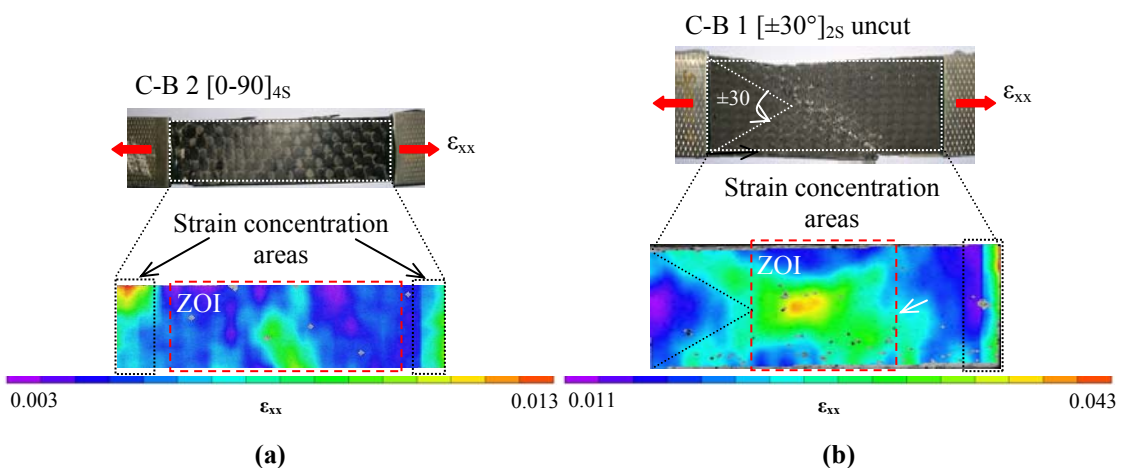 C-B 2 [0-90]4S
εxx
Strain concentration
areas
ZOI
0.003
εxx
0.013
(a)
C-B 1 [±30°]2S uncut
±30
εxx
Strain concentration
areas
ZOI
0.011
εxx
0.043
(b)